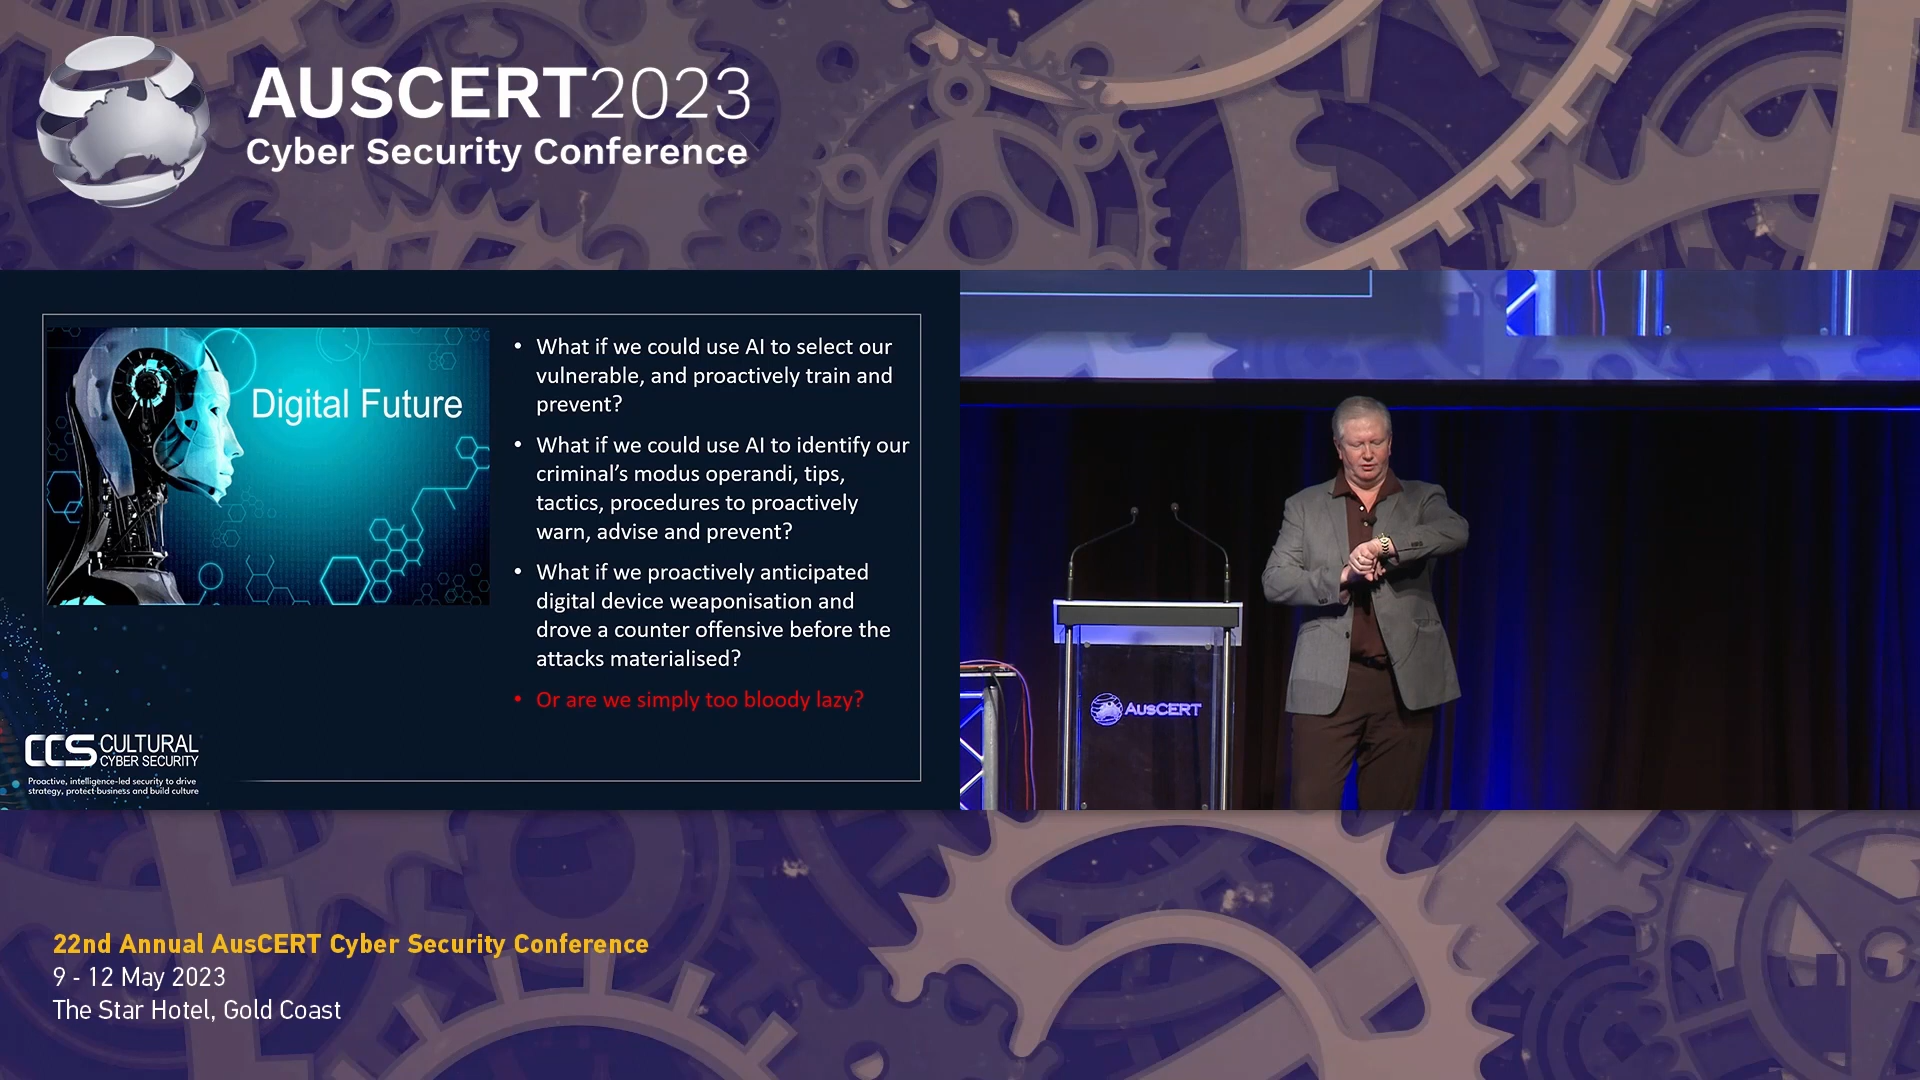 AUSCERT2023
Cyber Security Conference
Digital Future
• What if we could use AI to select our
vulnerable, and proactively train and
prevent?
• What if we could use AI to identify our
criminal’s modus operandi, tips,
tactics, procedures to proactively
warn, advise and prevent?
• What if we proactively anticipated
digital device weaponisation and
drove a counter offensive before the
attacks materialised?
• Or are we simply too bloody lazy?
CCS CULTURAL
CYBER SECURITY
Proactive, intelligence-led security to drive
strategy, protect business and build culture
AusCERT
22nd Annual AusCERT Cyber Security Conference
9 - 12 May 2023
The Star Hotel, Gold Coast